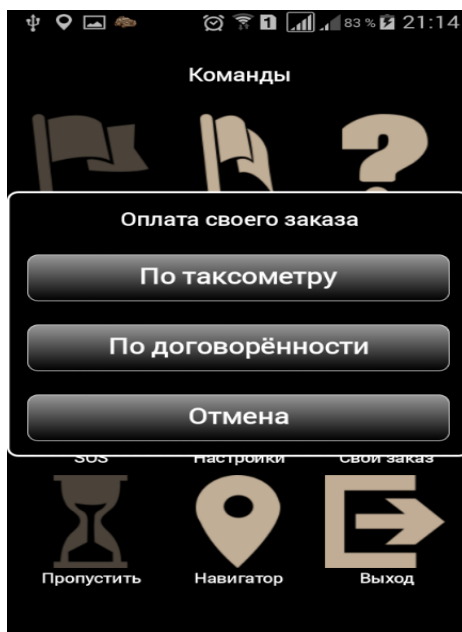 1 83 % 21:14
Команды
Оплата своего заказа
По таксометру
По договорённости
Отмена
SOS Настройки Свой заказ
Пропустить Навигатор Выход